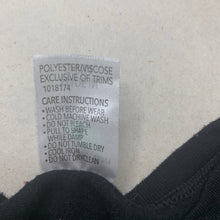 POLYESTER/VISCOSE
EXCLUSIVE OF TRIMS
1018174
CARE INSTRUCTIONS
• WASH BEFORE WEAR
• COLD MACHINE WASH
• DO NOT BLEACH
• PULL TO SHAPE
WHILE DAMP
• DO NOT TUMBLE DRY
• COOL IRON
• DO NOT DRYCLEAN